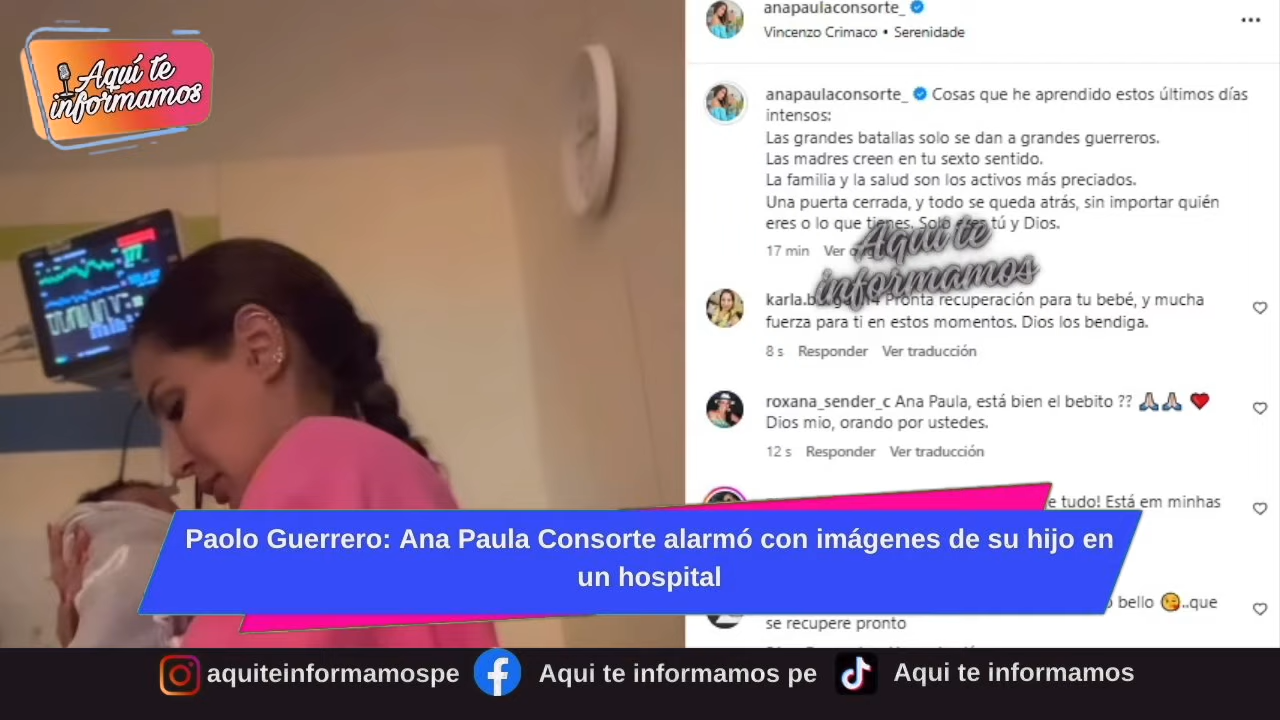 Aquí te
informamos
anapaulaconsorte_
Vincenzo Crimaco • Serenidade
anapaulaconsorte_ Cosas que he aprendido estos últimos días
intensos:
Las grandes batallas solo se dan a grandes guerreros.
Las madres creen en tu sexto sentido.
La familia y la salud son los activos más preciados.
Una puerta cerrada, y todo se queda atrás, sin importar quién
eres o lo que tienes. Solo eres tú y Dios.
Aquí te
informamos
17 min Ver
Pronta recuperación para tu bebé, y mucha
fuerza para ti en estos momentos. Dios los bendiga.
8 s Responder Ver traducción
roxana_sender_c Ana Paula, está bien el bebito ?? 🙏🏻🙏🏻 ❤️
Dios mio, orando por ustedes.
12 s Responder Ver traducción
e tudo! Está em minhas
Paolo Guerrero: Ana Paula Consorte alarmó con imágenes de su hijo en
un hospital
bello 😘..que
se recupere pronto
aquiteinformamospe
Aqui te informamos pe
Aqui te informamos